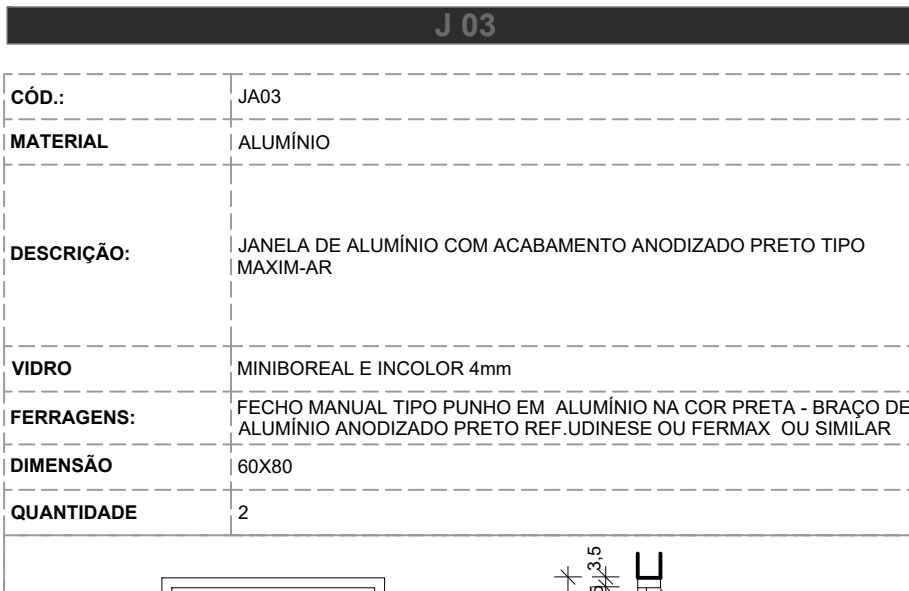 J 03
CÓD.: JA03
MATERIAL ALUMÍNIO
DESCRIÇÃO: JANELA DE ALUMÍNIO COM ACABAMENTO ANODIZADO PRETO TIPO
MAXIM-AR
VIDRO MINIBOREAL E INCOLOR 4mm
FERRAGENS: FECHO MANUAL TIPO PUNHO EM ALUMÍNIO NA COR PRETA - BRAÇO DE
ALUMÍNIO ANODIZADO PRETO REF.UDINESE OU FERMAX OU SIMILAR
DIMENSÃO 60X80
QUANTIDADE 2
3,5